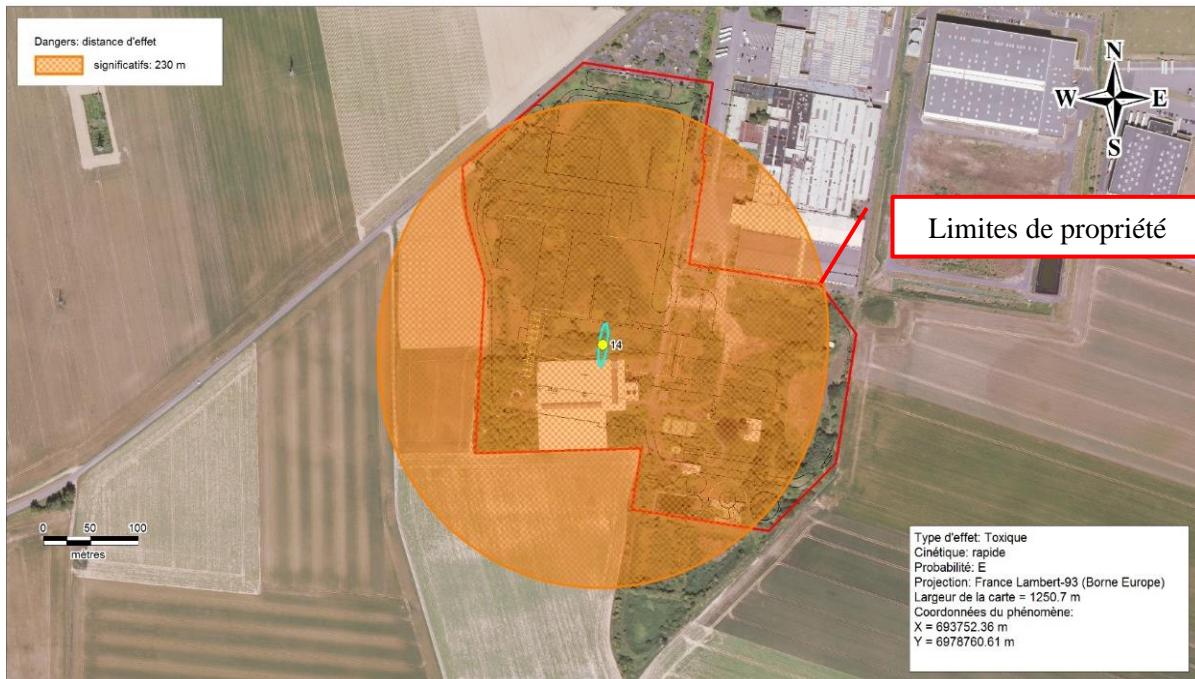 Dangers: distance d'effet
significatifs: 230 m
N
W
E
S
Limites de propriété
14
0 50 100
mètres
Type d'effet: Toxique
Cinétique: rapide
Probabilité: E
Projection: France Lambert-93 (Borne Europe)
Largeur de la carte = 1250.7 m
Coordonnées du phénomène:
X = 693752.36 m
Y = 6978760.61 m